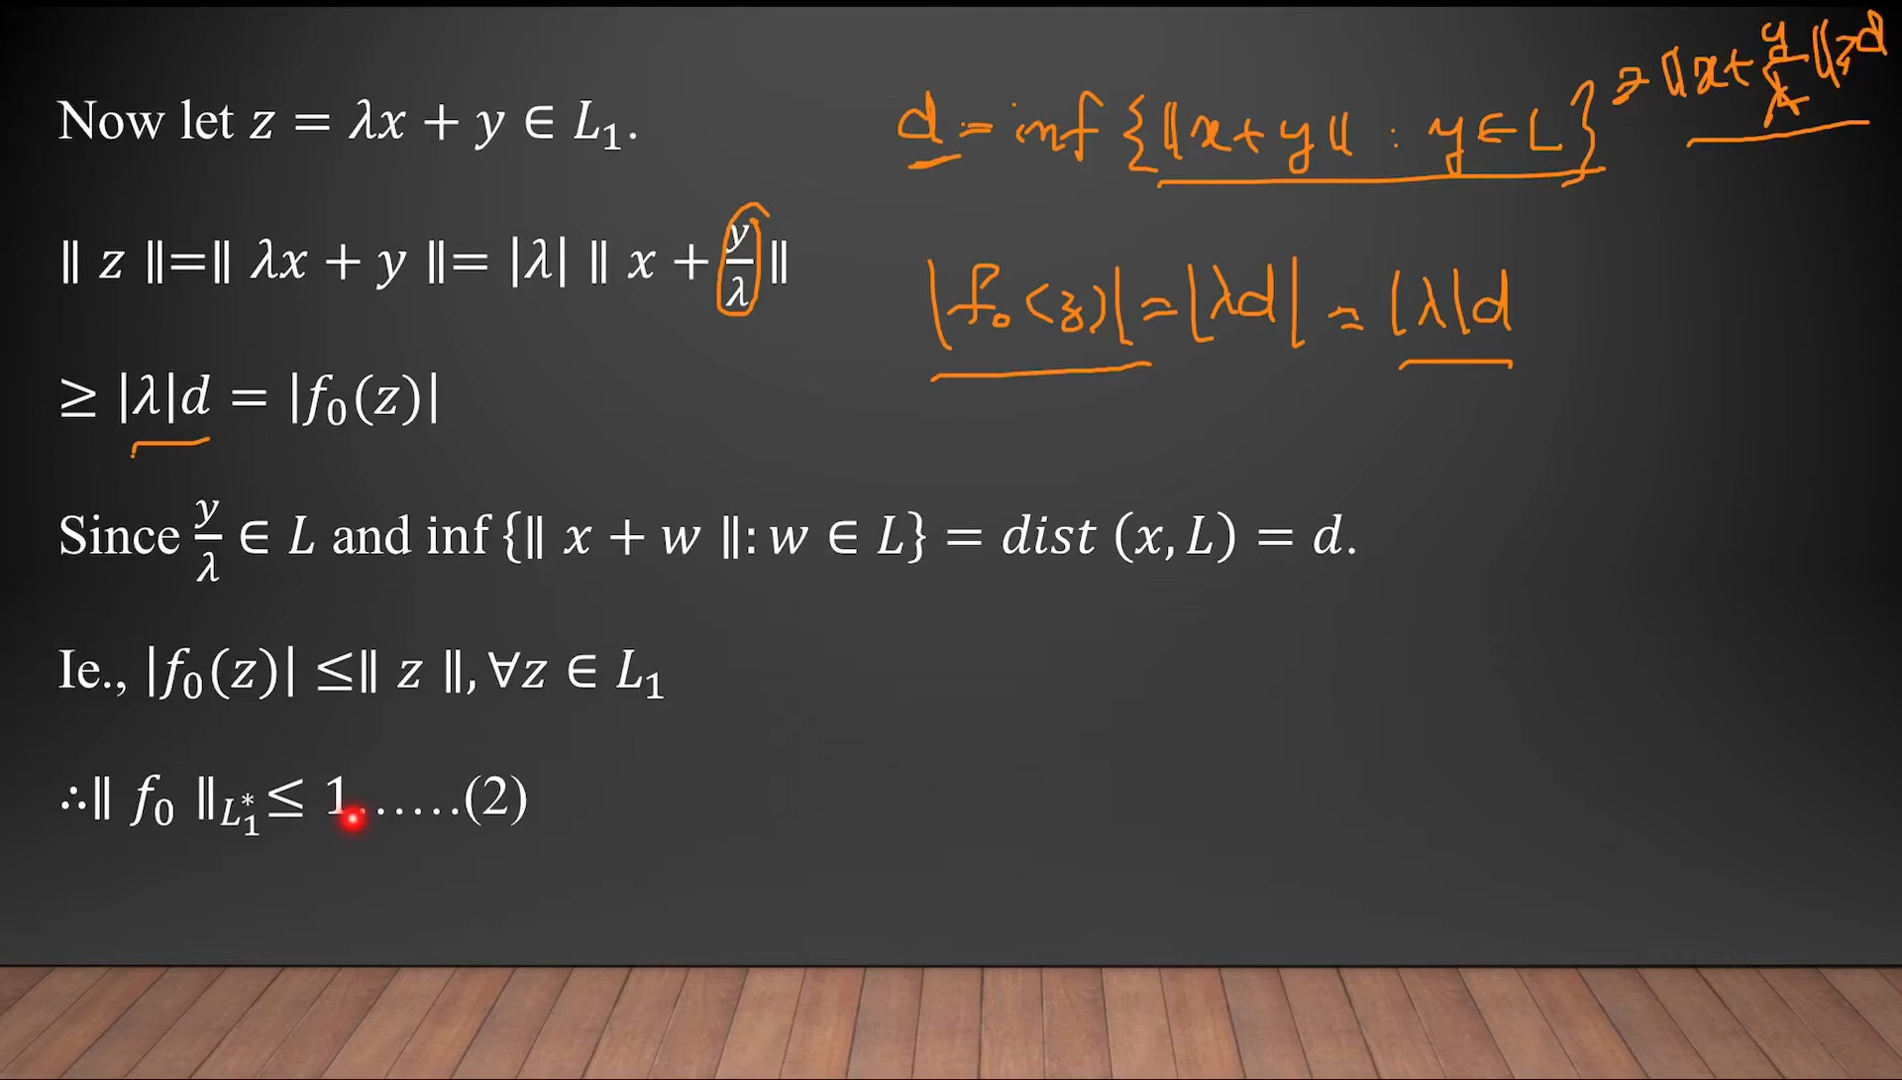 Now let z = λx + y ∈ L₁.
d = inf {‖x + y‖ : y ∈ L}
‖x + y/λ‖ ≥ d
‖ z ‖=‖ λx + y ‖= |λ| ‖ x + y/λ ‖
|f₀(z)| = |λd| = |λ|d
≥ |λ|d = |f₀(z)|
Since y/λ ∈ L and inf {‖ x + w ‖: w ∈ L} = dist (x, L) = d.
Ie., |f₀(z)| ≤‖ z ‖, ∀z ∈ L₁
∴‖ f₀ ‖_{L₁*} ≤ 1……(2)